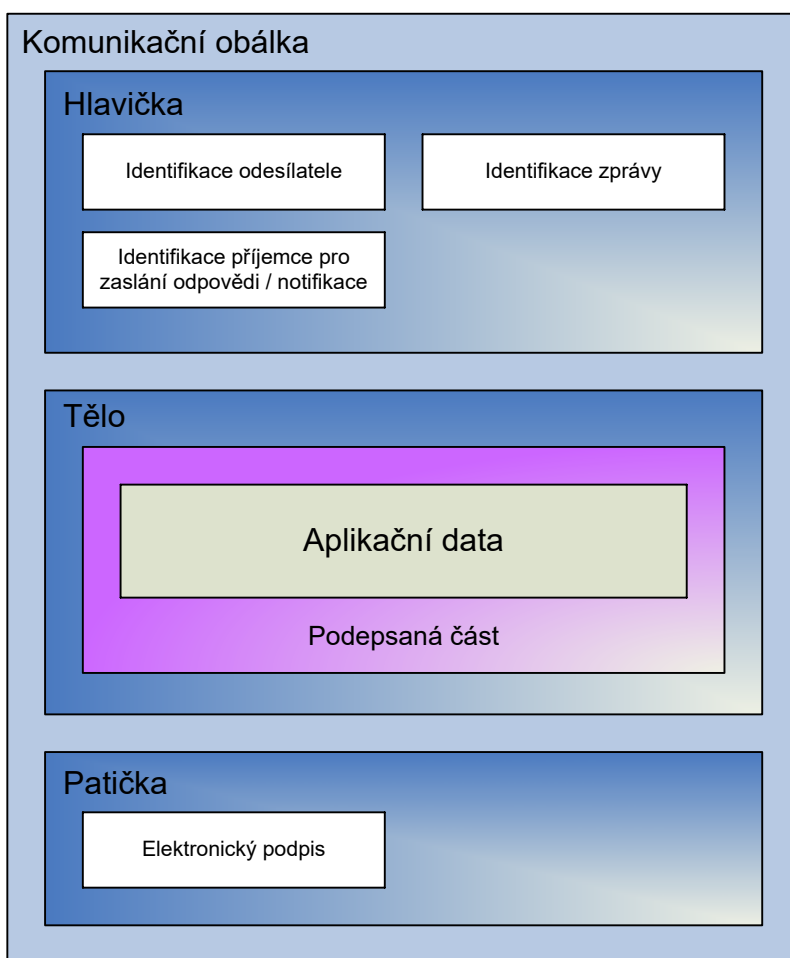 Komunikační obálka
Hlavička
Identifikace odesílatele
Identifikace zprávy
Identifikace příjemce pro
zaslání odpovědi / notifikace
Tělo
Aplikační data
Podepsaná část
Patička
Elektronický podpis